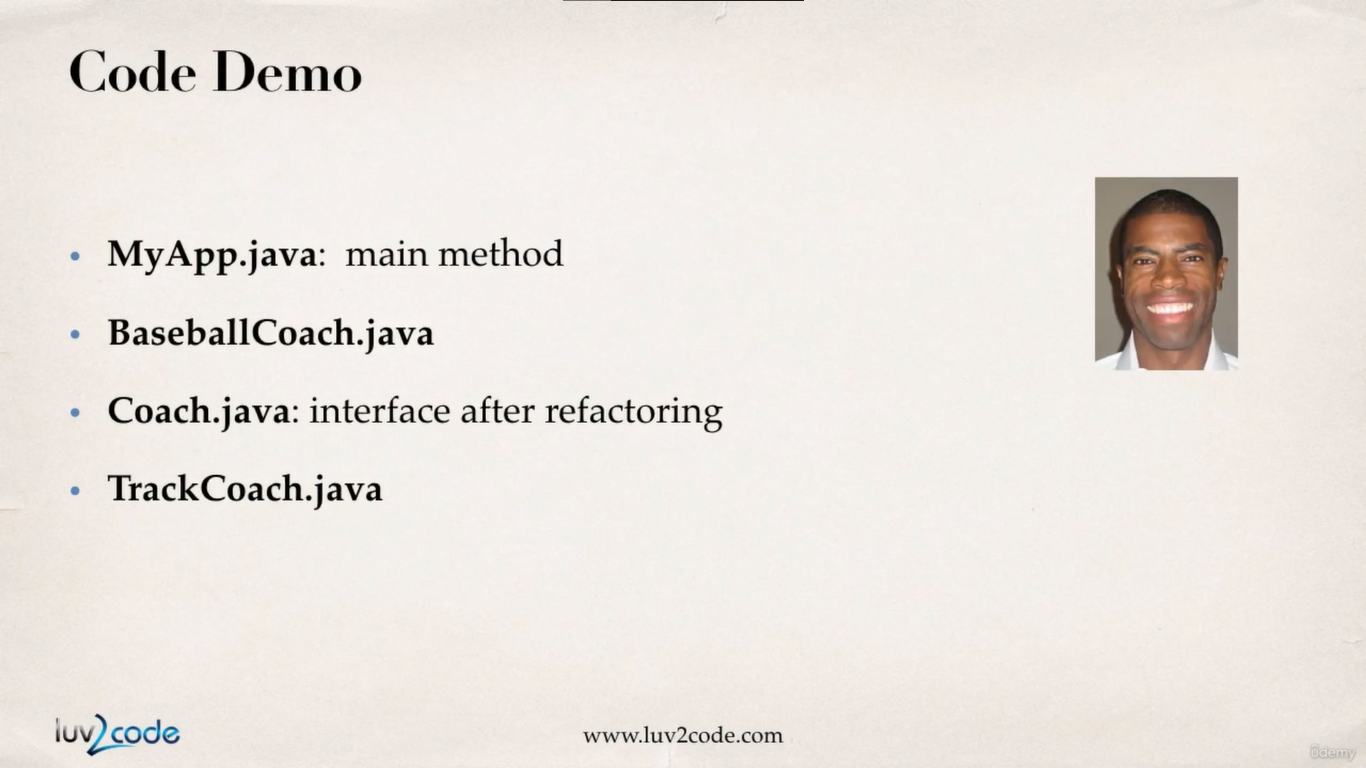 Code Demo
• MyApp.java: main method
• BaseballCoach.java
• Coach.java: interface after refactoring
• TrackCoach.java
luv2code
www.luv2code.com
ûdemy